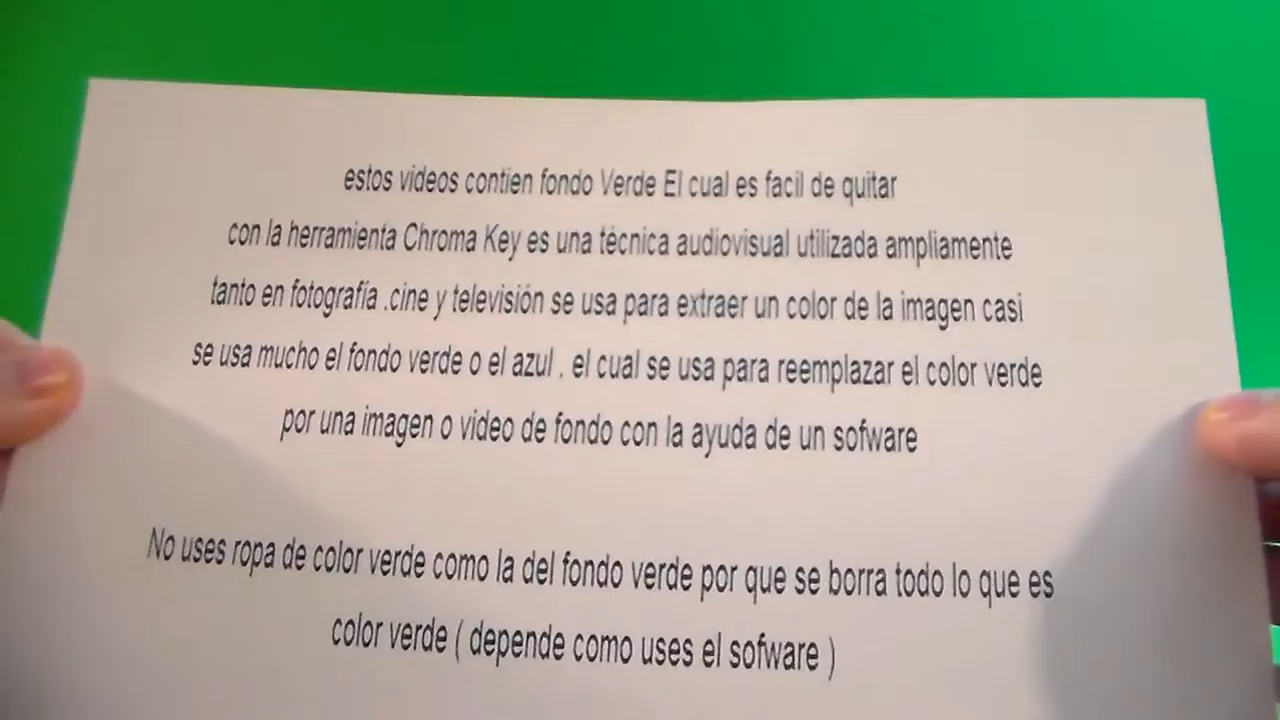 estos videos contien fondo Verde El cual es facil de quitar
con la herramienta Chroma Key es una técnica audiovisual utilizada ampliamente
tanto en fotografía .cine y televisión se usa para extraer un color de la imagen casi
se usa mucho el fondo verde o el azul , el cual se usa para reemplazar el color verde
por una imagen o video de fondo con la ayuda de un sofware
No uses ropa de color verde como la del fondo verde por que se borra todo lo que es
color verde ( depende como uses el sofware )